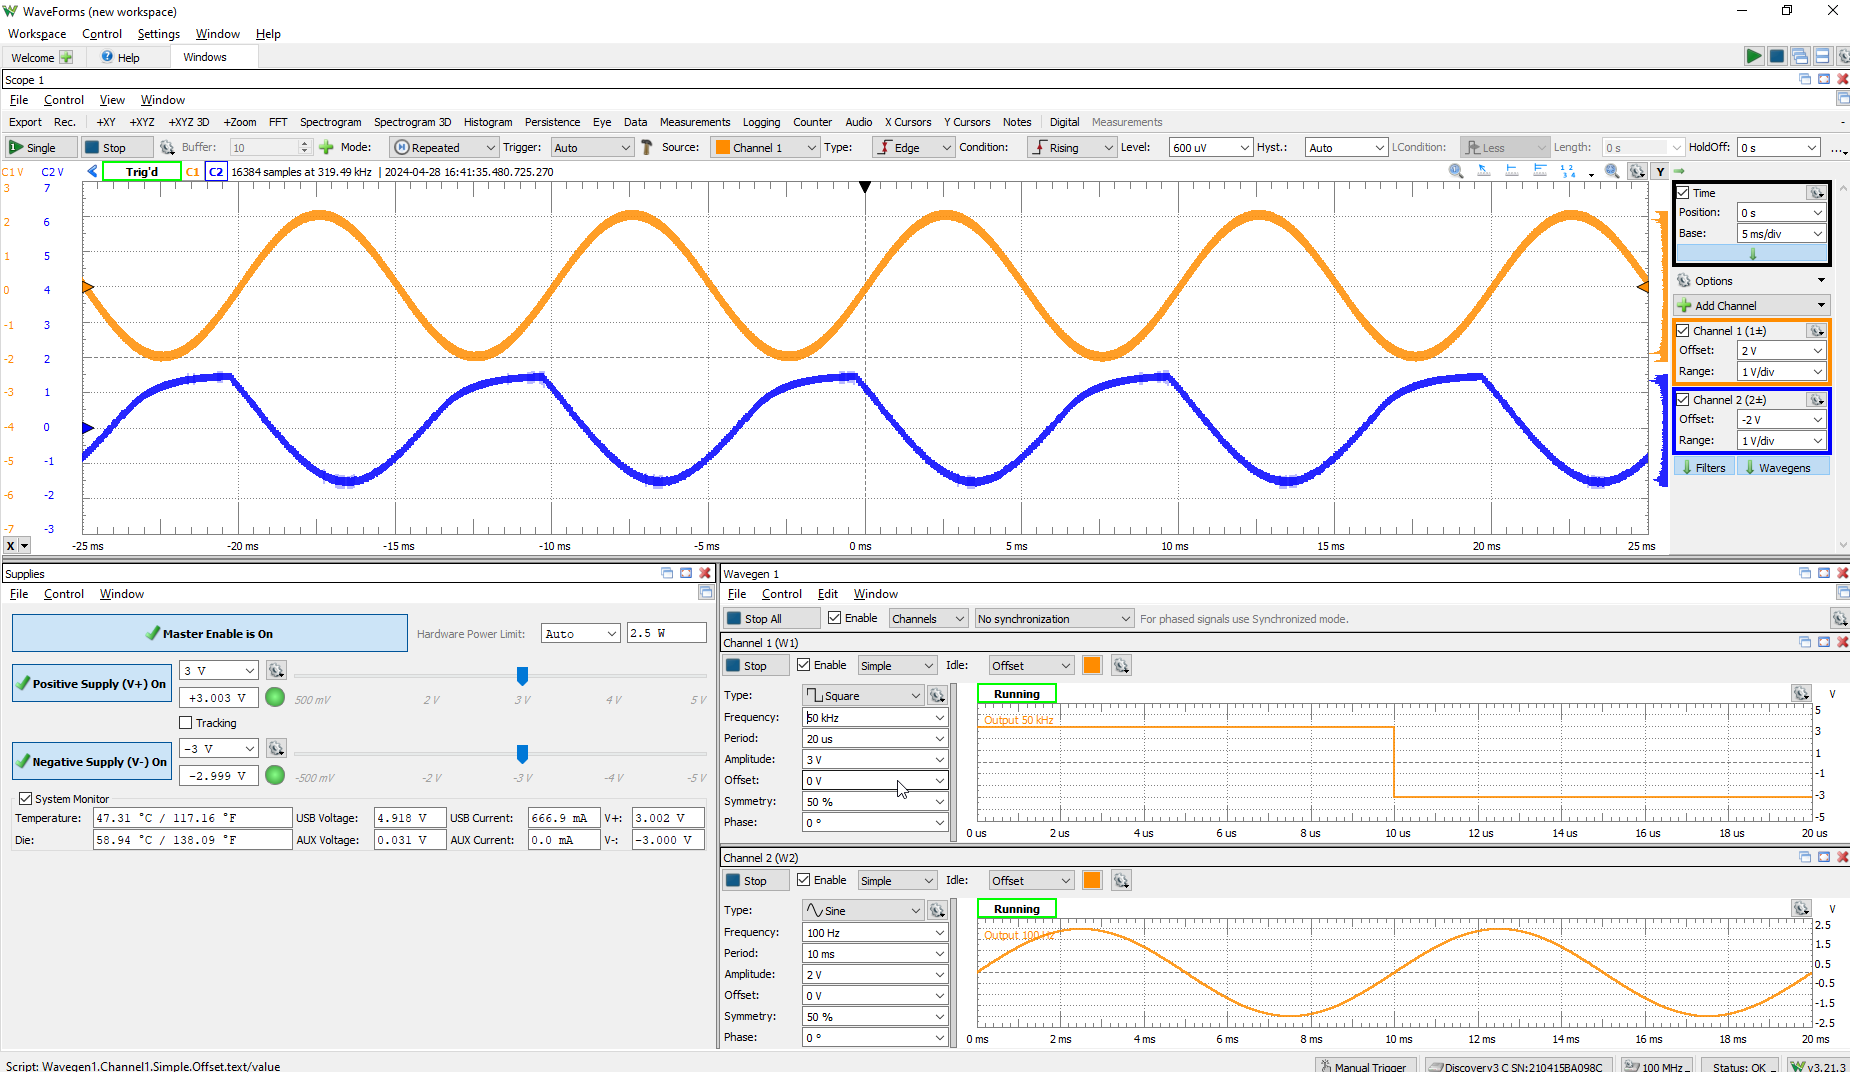 WaveForms (new workspace)
Workspace Control Settings Window Help
Welcome Help Windows
Scope 1
File Control View Window
Export Rec. +XY +XYZ +XYZ 3D +Zoom FFT Spectrogram Spectrogram 3D Histogram Persistence Eye Data Measurements Logging Counter Audio X Cursors Y Cursors Notes Digital Measurements
Single Stop Buffer: 10 Mode: Repeated Trigger: Auto Source: Channel 1 Type: Edge Condition: Rising Level: 600 uV Hyst.: Auto LCondition: Less Length: 0 s HoldOff: 0 s ...
C1 V C2 V Trig'd C1 C2 16384 samples at 319.49 kHz | 2024-04-28 16:41:35.480.725.270 Y
3 7
2 6
1 5
0 4
-1 3
-2 2
-3 1
-4 0
-5 -1
-6 -2
-7 -3
X -25 ms -20 ms -15 ms -10 ms -5 ms 0 ms 5 ms 10 ms 15 ms 20 ms 25 ms
Time
Position: 0 s
Base: 5 ms/div
Options
Add Channel
Channel 1 (1±)
Offset: 2 V
Range: 1 V/div
Channel 2 (2±)
Offset: -2 V
Range: 1 V/div
Filters Wavegens
Supplies
File Control Window
Master Enable is On Hardware Power Limit: Auto 2.5 W
Positive Supply (V+) On 3 V
+3.003 V 500 mV 2 V 3 V 4 V 5 V
Tracking
Negative Supply (V-) On -3 V
-2.999 V -500 mV -2 V -3 V -4 V -5 V
System Monitor
Temperature: 47.31 °C / 117.16 °F USB Voltage: 4.918 V USB Current: 666.9 mA V+: 3.002 V
Die: 58.94 °C / 138.09 °F AUX Voltage: 0.031 V AUX Current: 0.0 mA V-: -3.000 V
Wavegen 1
File Control Edit Window
Stop All Enable Channels No synchronization For phased signals use Synchronized mode.
Channel 1 (W1)
Stop Enable Simple Idle: Offset
Type: Square
Frequency: 50 kHz
Period: 20 us
Amplitude: 3 V
Offset: 0 V
Symmetry: 50 %
Phase: 0 °
Running V
Output 50 kHz
5
3
1
-1
-3
-5
0 us 2 us 4 us 6 us 8 us 10 us 12 us 14 us 16 us 18 us 20 us
Channel 2 (W2)
Stop Enable Simple Idle: Offset
Type: Sine
Frequency: 100 Hz
Period: 10 ms
Amplitude: 2 V
Offset: 0 V
Symmetry: 50 %
Phase: 0 °
Running V
Output 100 Hz
2.5
1.5
0.5
-0.5
-1.5
-2.5
0 ms 2 ms 4 ms 6 ms 8 ms 10 ms 12 ms 14 ms 16 ms 18 ms 20 ms
Script: Wavegen1.Channel1.Simple.Offset.text/value Manual Trigger Discovery3 C SN:210415BA098C 100 MHz Status: OK v3.21.3